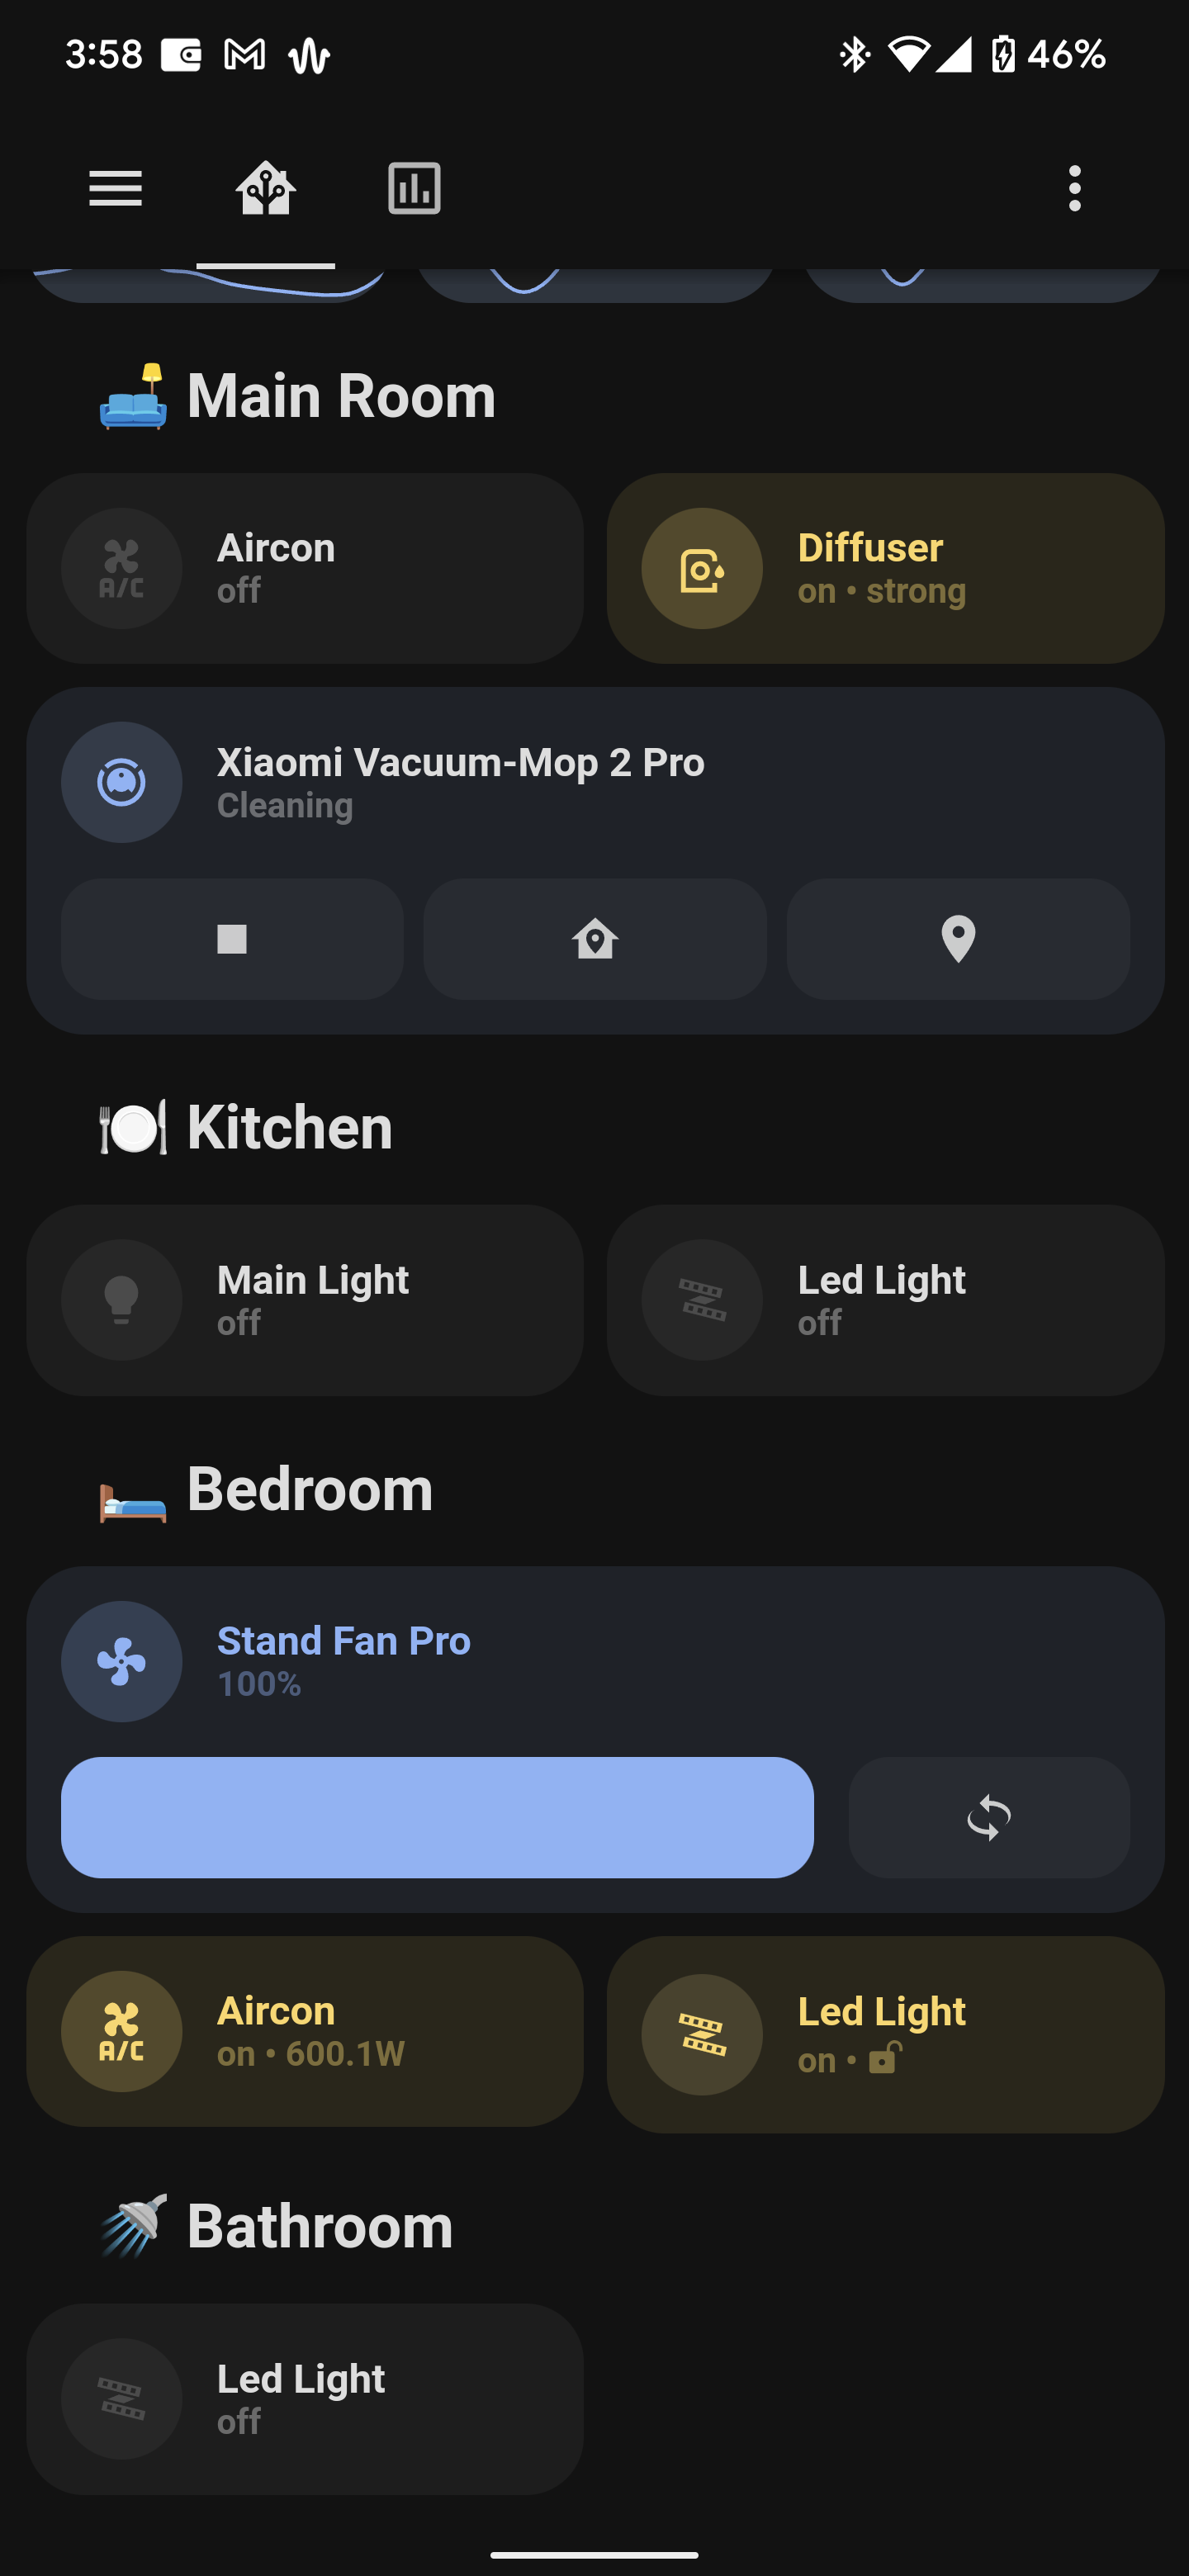 3:58
46%
Main Room
Aircon
off
Diffuser
on • strong
Xiaomi Vacuum-Mop 2 Pro
Cleaning
Kitchen
Main Light
off
Led Light
off
Bedroom
Stand Fan Pro
100%
A/C
Aircon
on • 600.1W
Led Light
on •
Bathroom
Led Light
off